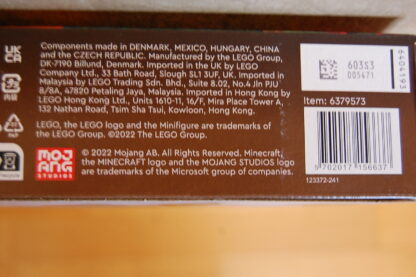 Components made in DENMARK, MEXICO, HUNGARY, CHINA
and the CZECH REPUBLIC. Manufactured by the LEGO Group,
DK-7190 Billund, Denmark. Imported in the UK by LEGO
Company Ltd., 33 Bath Road, Slough SL1 3UF, UK. Imported in
Malaysia by LEGO Trading Sdn. Bhd., Suite 8.02, No.4 Jln PJU
8/8A, 47820 Petaling Jaya, Malaysia. Imported in Hong Kong by
LEGO Hong Kong Ltd., Units 1610-11, 16/F, Mira Place Tower A,
132 Nathan Road, Tsim Sha Tsui, Kowloon, Hong Kong.
LEGO, the LEGO logo and the Minifigure are trademarks of
the LEGO Group. ©2022 The LEGO Group.
MOJANG
STUDIOS
© 2022 Mojang AB. All Rights Reserved. Minecraft,
the MINECRAFT logo and the MOJANG STUDIOS logo
are trademarks of the Microsoft group of companies.
UK
CA
603S3
005471
6404193
Item: 6379573
5 702017 156637
123372-241